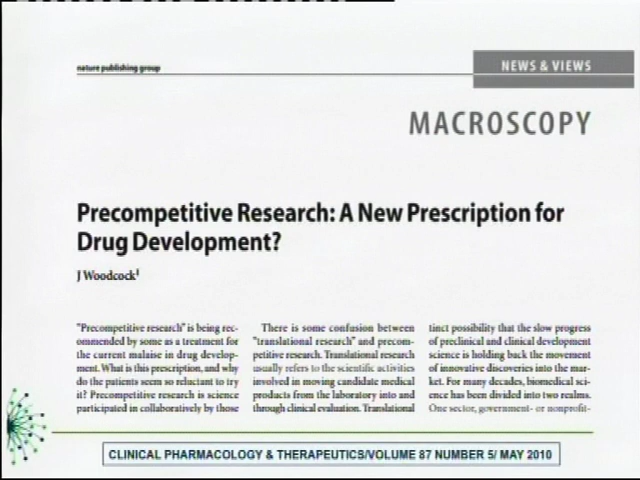 nature publishing group
NEWS & VIEWS
MACROSCOPY
Precompetitive Research: A New Prescription for
Drug Development?
J Woodcock1
"Precompetitive research" is being rec-
ommended by some as a treatment for
the current malaise in drug develop-
ment. What is this prescription, and why
do the patients seem so reluctant to try
it? Precompetitive research is science
participated in collaboratively by those
There is some confusion between
"translational research" and precom-
petitive research. Translational research
usually refers to the scientific activities
involved in moving candidate medical
products from the laboratory into and
through clinical evaluation. Translational
tinct possibility that the slow progress
of preclinical and clinical development
science is holding back the movement
of innovative discoveries into the mar-
ket. For many decades, biomedical sci-
ence has been divided into two realms.
One sector, government- or nonprofit-
CLINICAL PHARMACOLOGY & THERAPEUTICS/VOLUME 87 NUMBER 5/ MAY 2010